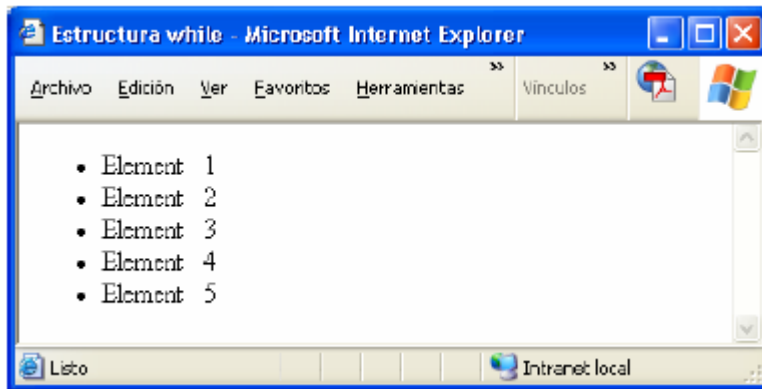 Estructura while - Microsoft Internet Explorer
Archivo Edición Ver Favoritos Herramientas » Vínculos »
• Element 1
• Element 2
• Element 3
• Element 4
• Element 5
Listo Intranet local